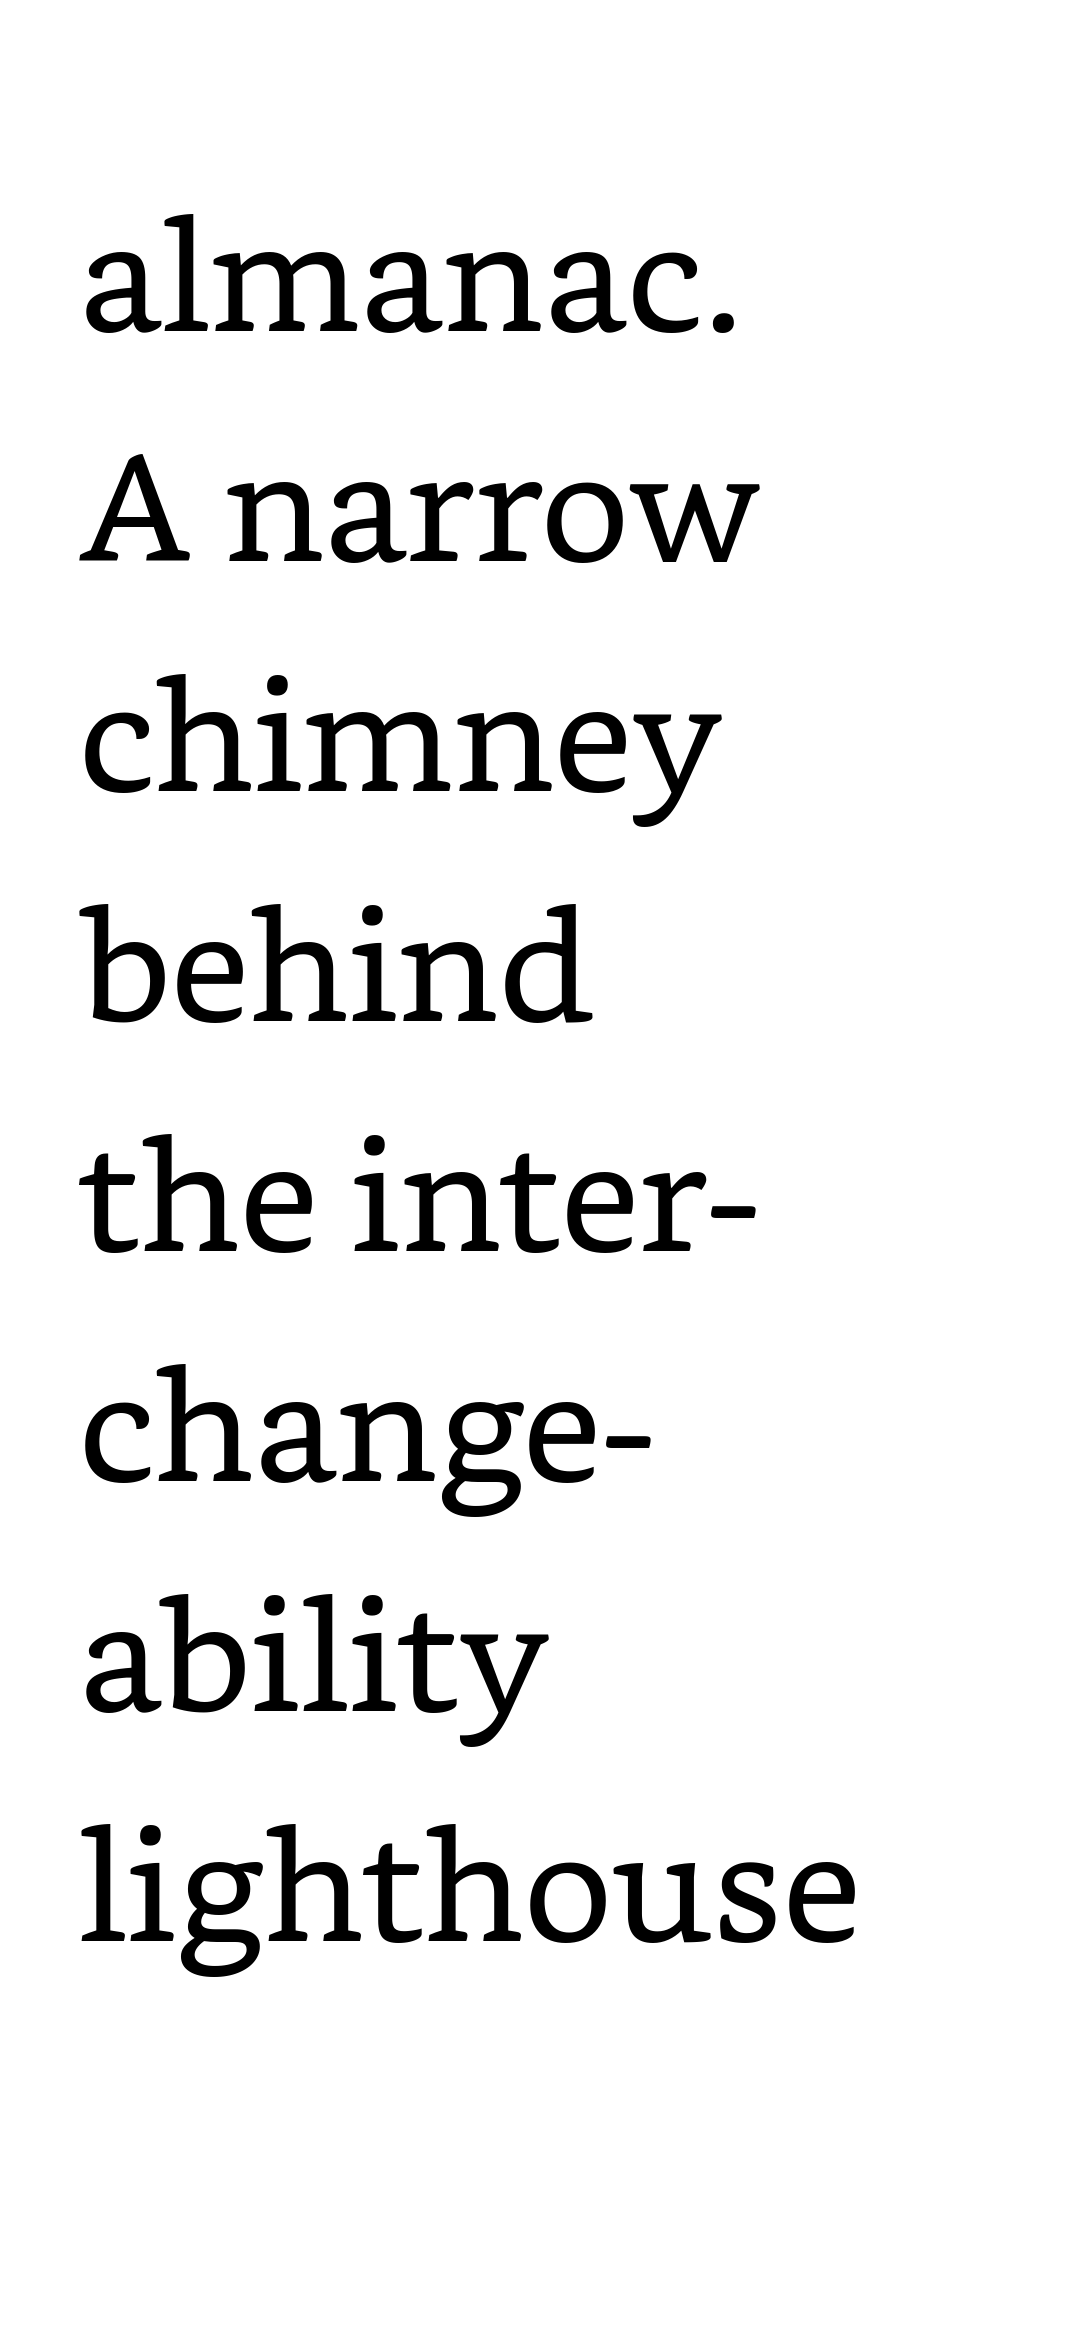 almanac.
A narrow
chimney
behind
the inter-
change-
ability
lighthouse